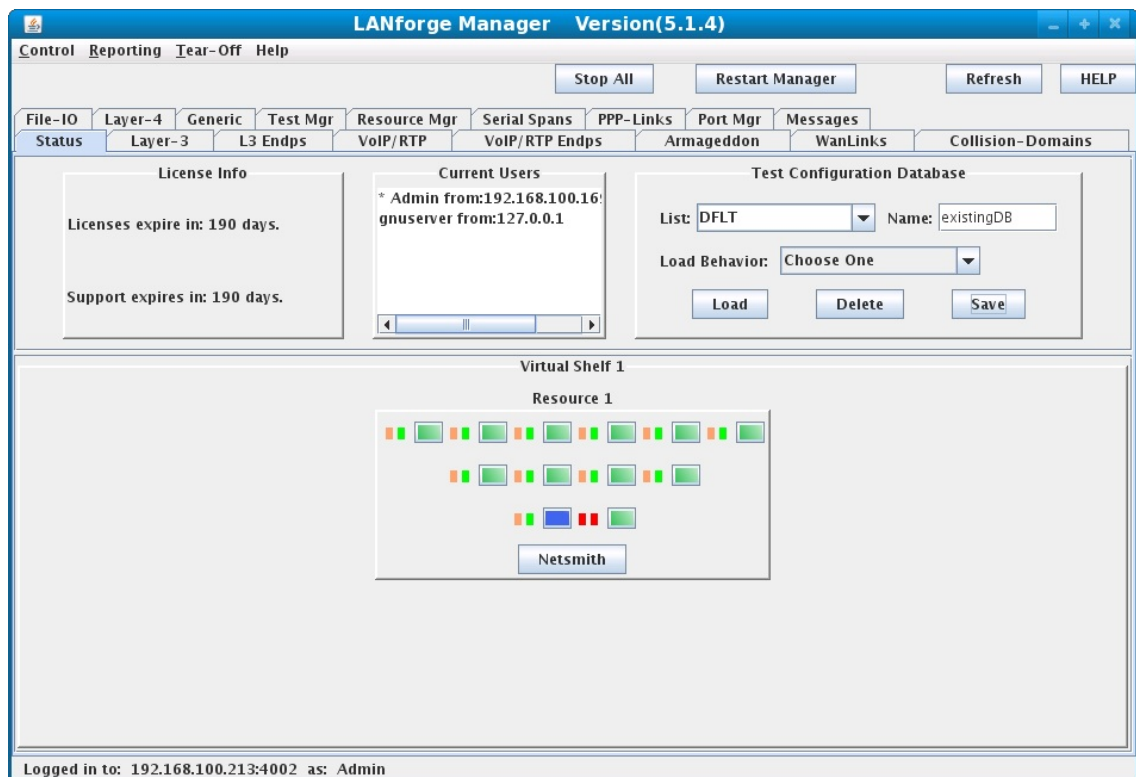 LANforge Manager Version(5.1.4)
Control Reporting Tear-Off Help
Stop All Restart Manager Refresh HELP
File-IO Layer-4 Generic Test Mgr Resource Mgr Serial Spans PPP-Links Port Mgr Messages
Status Layer-3 L3 Endps VoIP/RTP VoIP/RTP Endps Armageddon WanLinks Collision-Domains
License Info
Licenses expire in: 190 days.
Support expires in: 190 days.
Current Users
* Admin from:192.168.100.169
gnuserver from:127.0.0.1
Test Configuration Database
List: DFLT Name: existingDB
Load Behavior: Choose One
Load Delete Save
Virtual Shelf 1
Resource 1
Netsmith
Logged in to: 192.168.100.213:4002 as: Admin